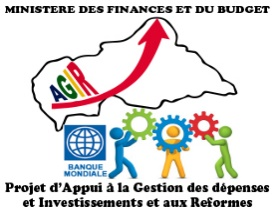 MINISTERE DES FINANCES ET DU BUDGET
AGIR
BANQUE
MONDIALE
Projet d'Appui à la Gestion des dépenses
et Investissements et aux Reformes